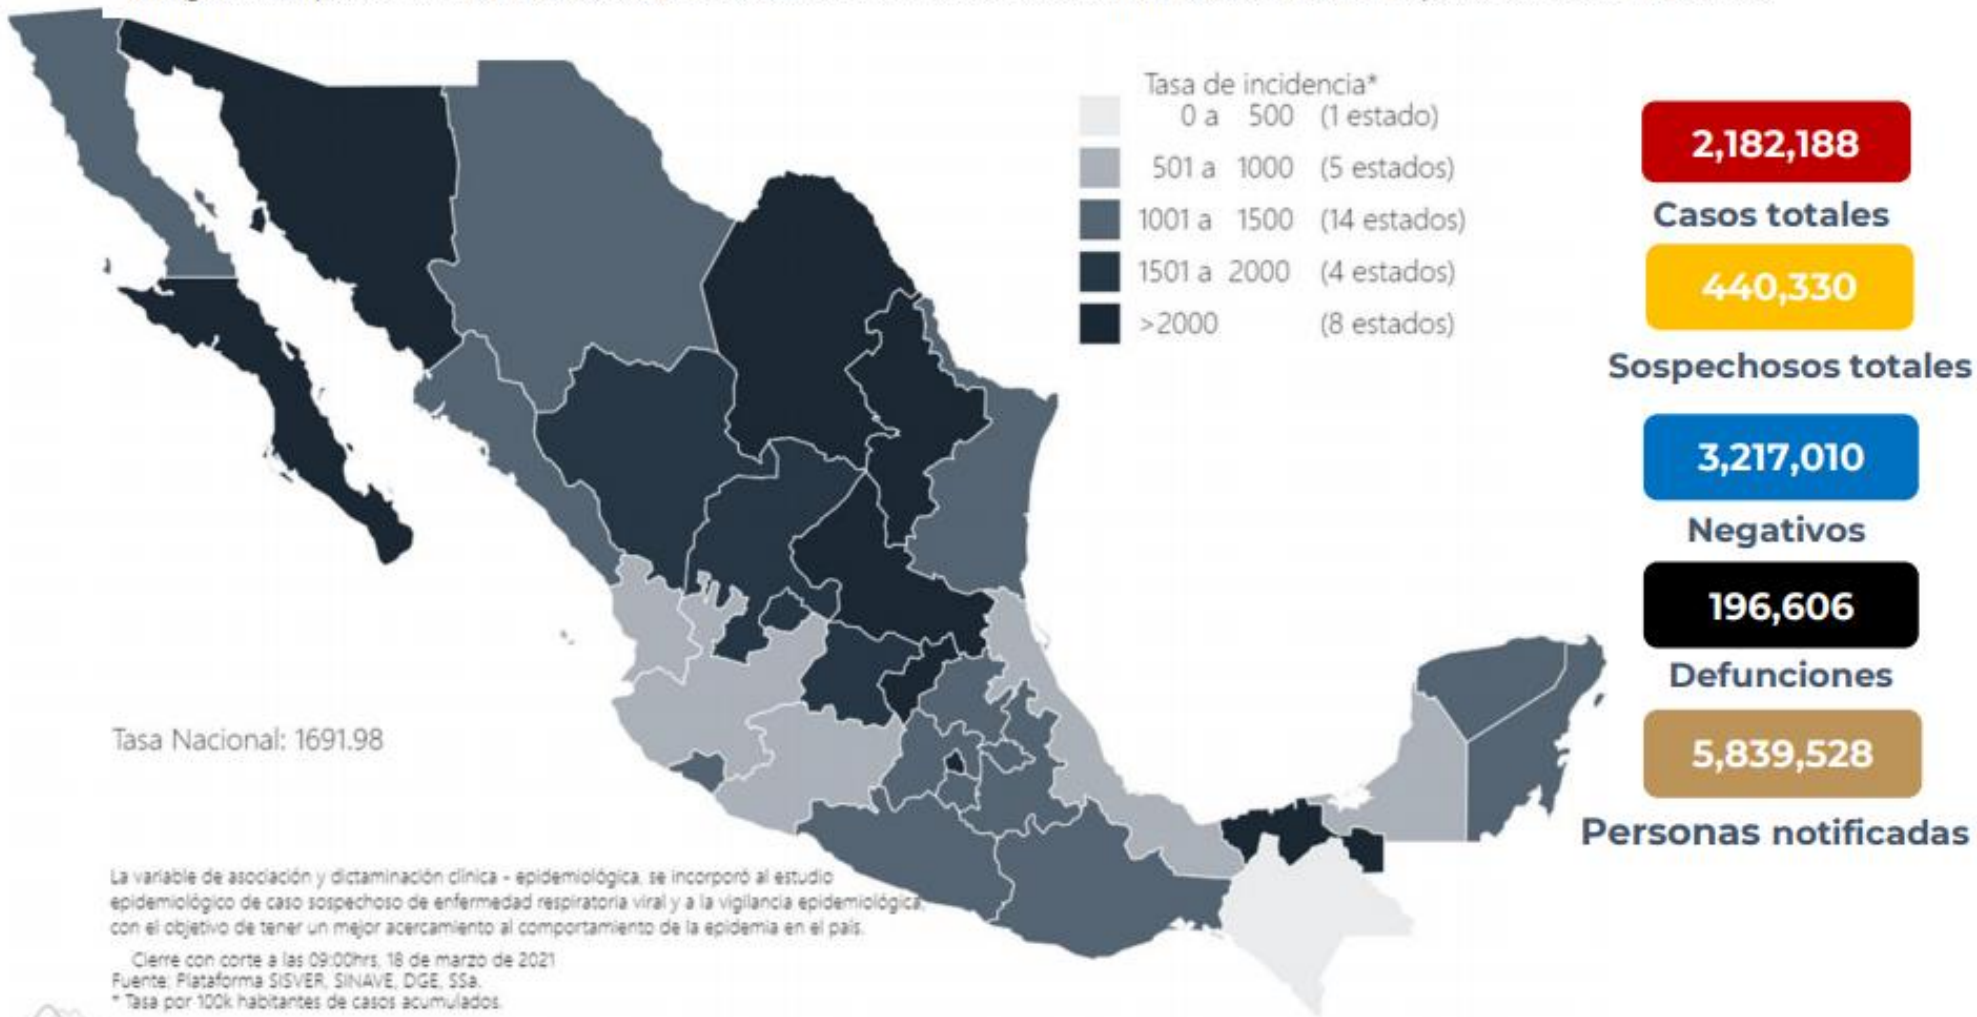 Tasa de incidencia*
0 a 500 (1 estado)
501 a 1000 (5 estados)
1001 a 1500 (14 estados)
1501 a 2000 (4 estados)
>2000 (8 estados)
2,182,188
Casos totales
440,330
Sospechosos totales
3,217,010
Negativos
196,606
Defunciones
5,839,528
Personas notificadas
Tasa Nacional: 1691.98
La variable de asociación y dictaminación clínica - epidemiológica, se incorporó al estudio
epidemiológico de caso sospechoso de enfermedad respiratoria viral y a la vigilancia epidemiológica,
con el objetivo de tener un mejor acercamiento al comportamiento de la epidemia en el país.
Cierre con corte a las 09:00hrs, 18 de marzo de 2021
Fuente: Plataforma SISVER, SINAVE, DGE, SSa.
* Tasa por 100k habitantes de casos acumulados.